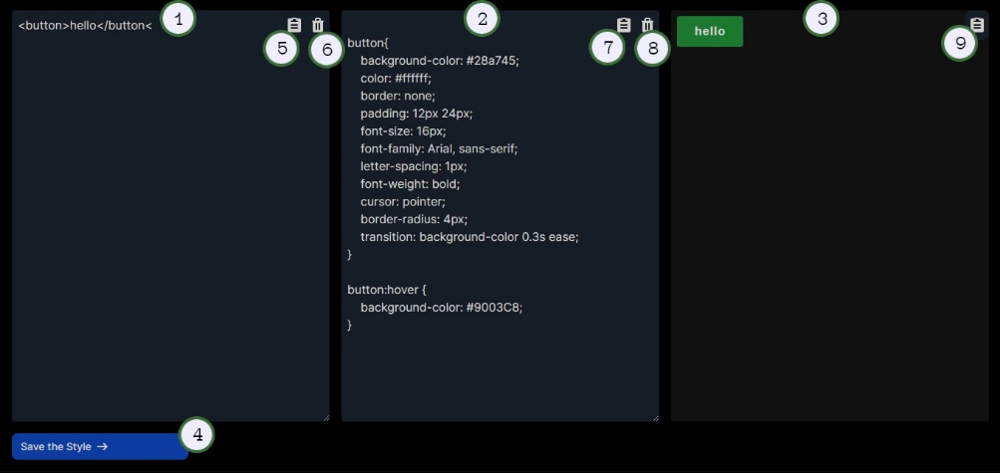 <button>hello</button<
1
5
6
2
7
8
button{
background-color: #28a745;
color: #ffffff;
border: none;
padding: 12px 24px;
font-size: 16px;
font-family: Arial, sans-serif;
letter-spacing: 1px;
font-weight: bold;
cursor: pointer;
border-radius: 4px;
transition: background-color 0.3s ease;
}
button:hover {
background-color: #9003C8;
}
3
hello
9
Save the Style →
4